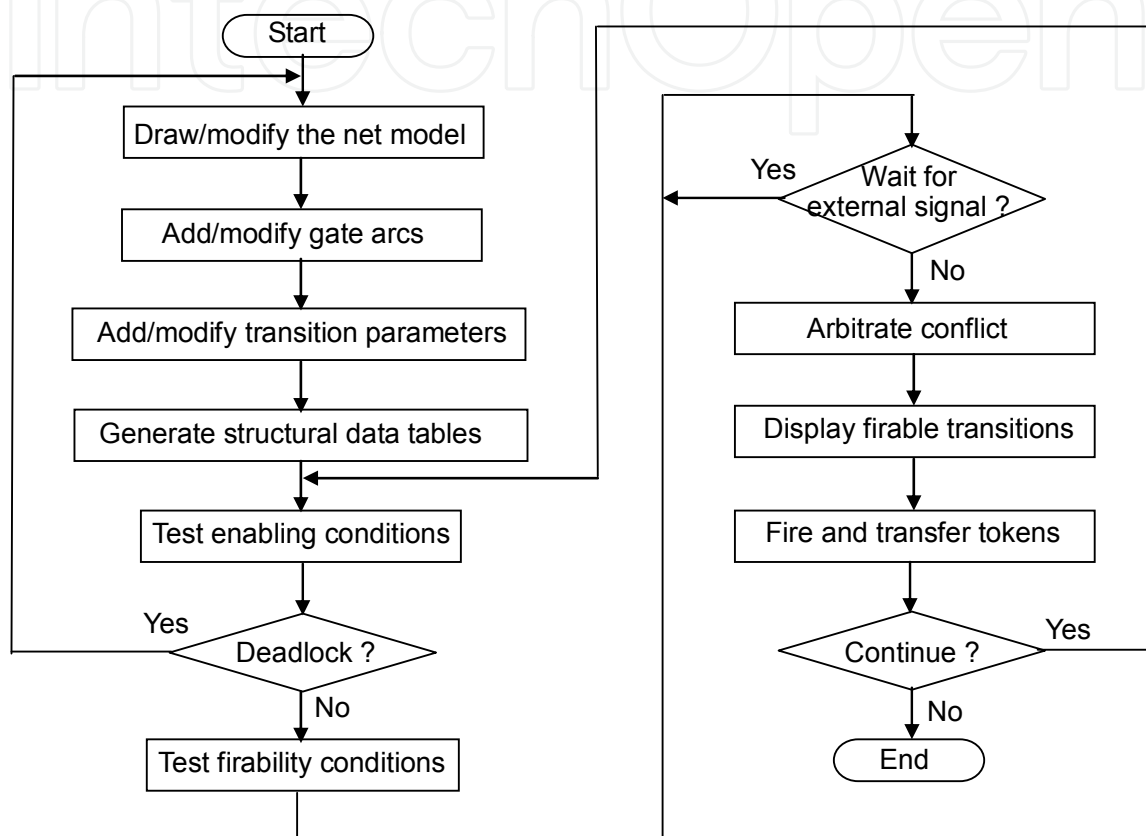 IntechOpen
Start
Draw/modify the net model
Add/modify gate arcs
Add/modify transition parameters
Generate structural data tables
Test enabling conditions
Yes
Deadlock ?
No
Test firability conditions
Yes
Wait for
external signal ?
No
Arbitrate conflict
Display firable transitions
Fire and transfer tokens
Continue ?
Yes
No
End